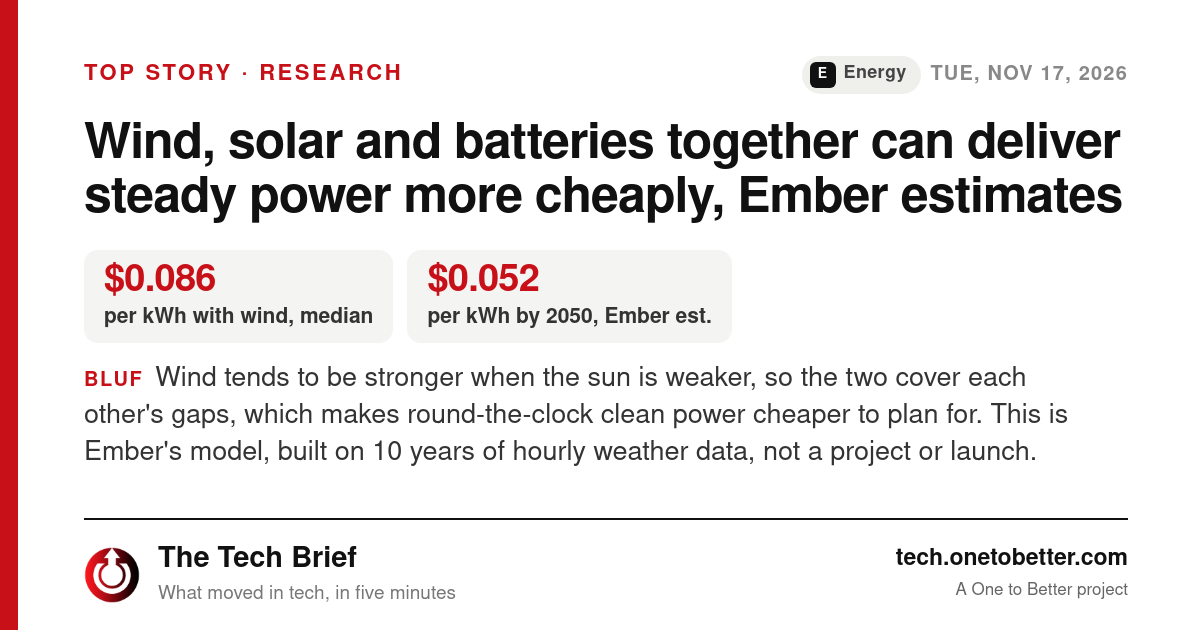 TOP STORY · RESEARCH
E Energy TUE, NOV 17, 2026
Wind, solar and batteries together can deliver
steady power more cheaply, Ember estimates
$0.086
per kWh with wind, median
$0.052
per kWh by 2050, Ember est.
BLUF Wind tends to be stronger when the sun is weaker, so the two cover each
other's gaps, which makes round-the-clock clean power cheaper to plan for. This is
Ember's model, built on 10 years of hourly weather data, not a project or launch.
The Tech Brief
What moved in tech, in five minutes
tech.onetobetter.com
A One to Better project